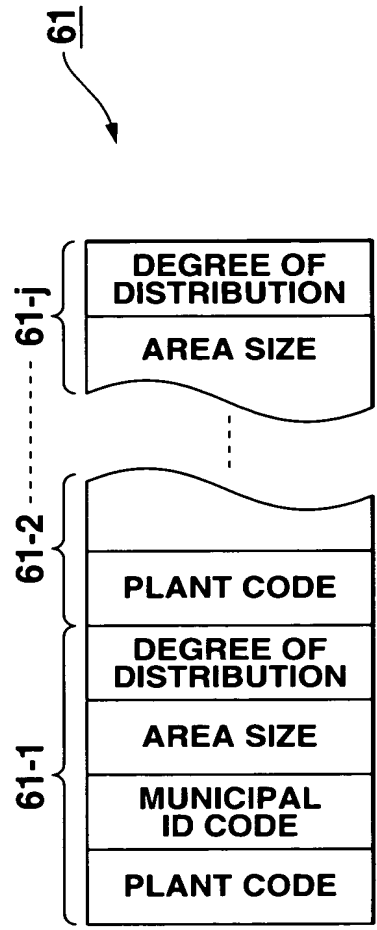 61
61-j
DEGREE OF
DISTRIBUTION
AREA SIZE
61-2
PLANT CODE
61-1
DEGREE OF
DISTRIBUTION
AREA SIZE
MUNICIPAL
ID CODE
PLANT CODE